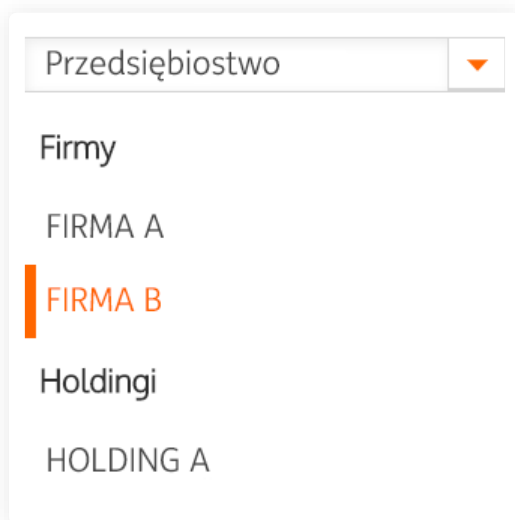 Przedsiębiostwo
Firmy
FIRMA A
FIRMA B
Holdingi
HOLDING A